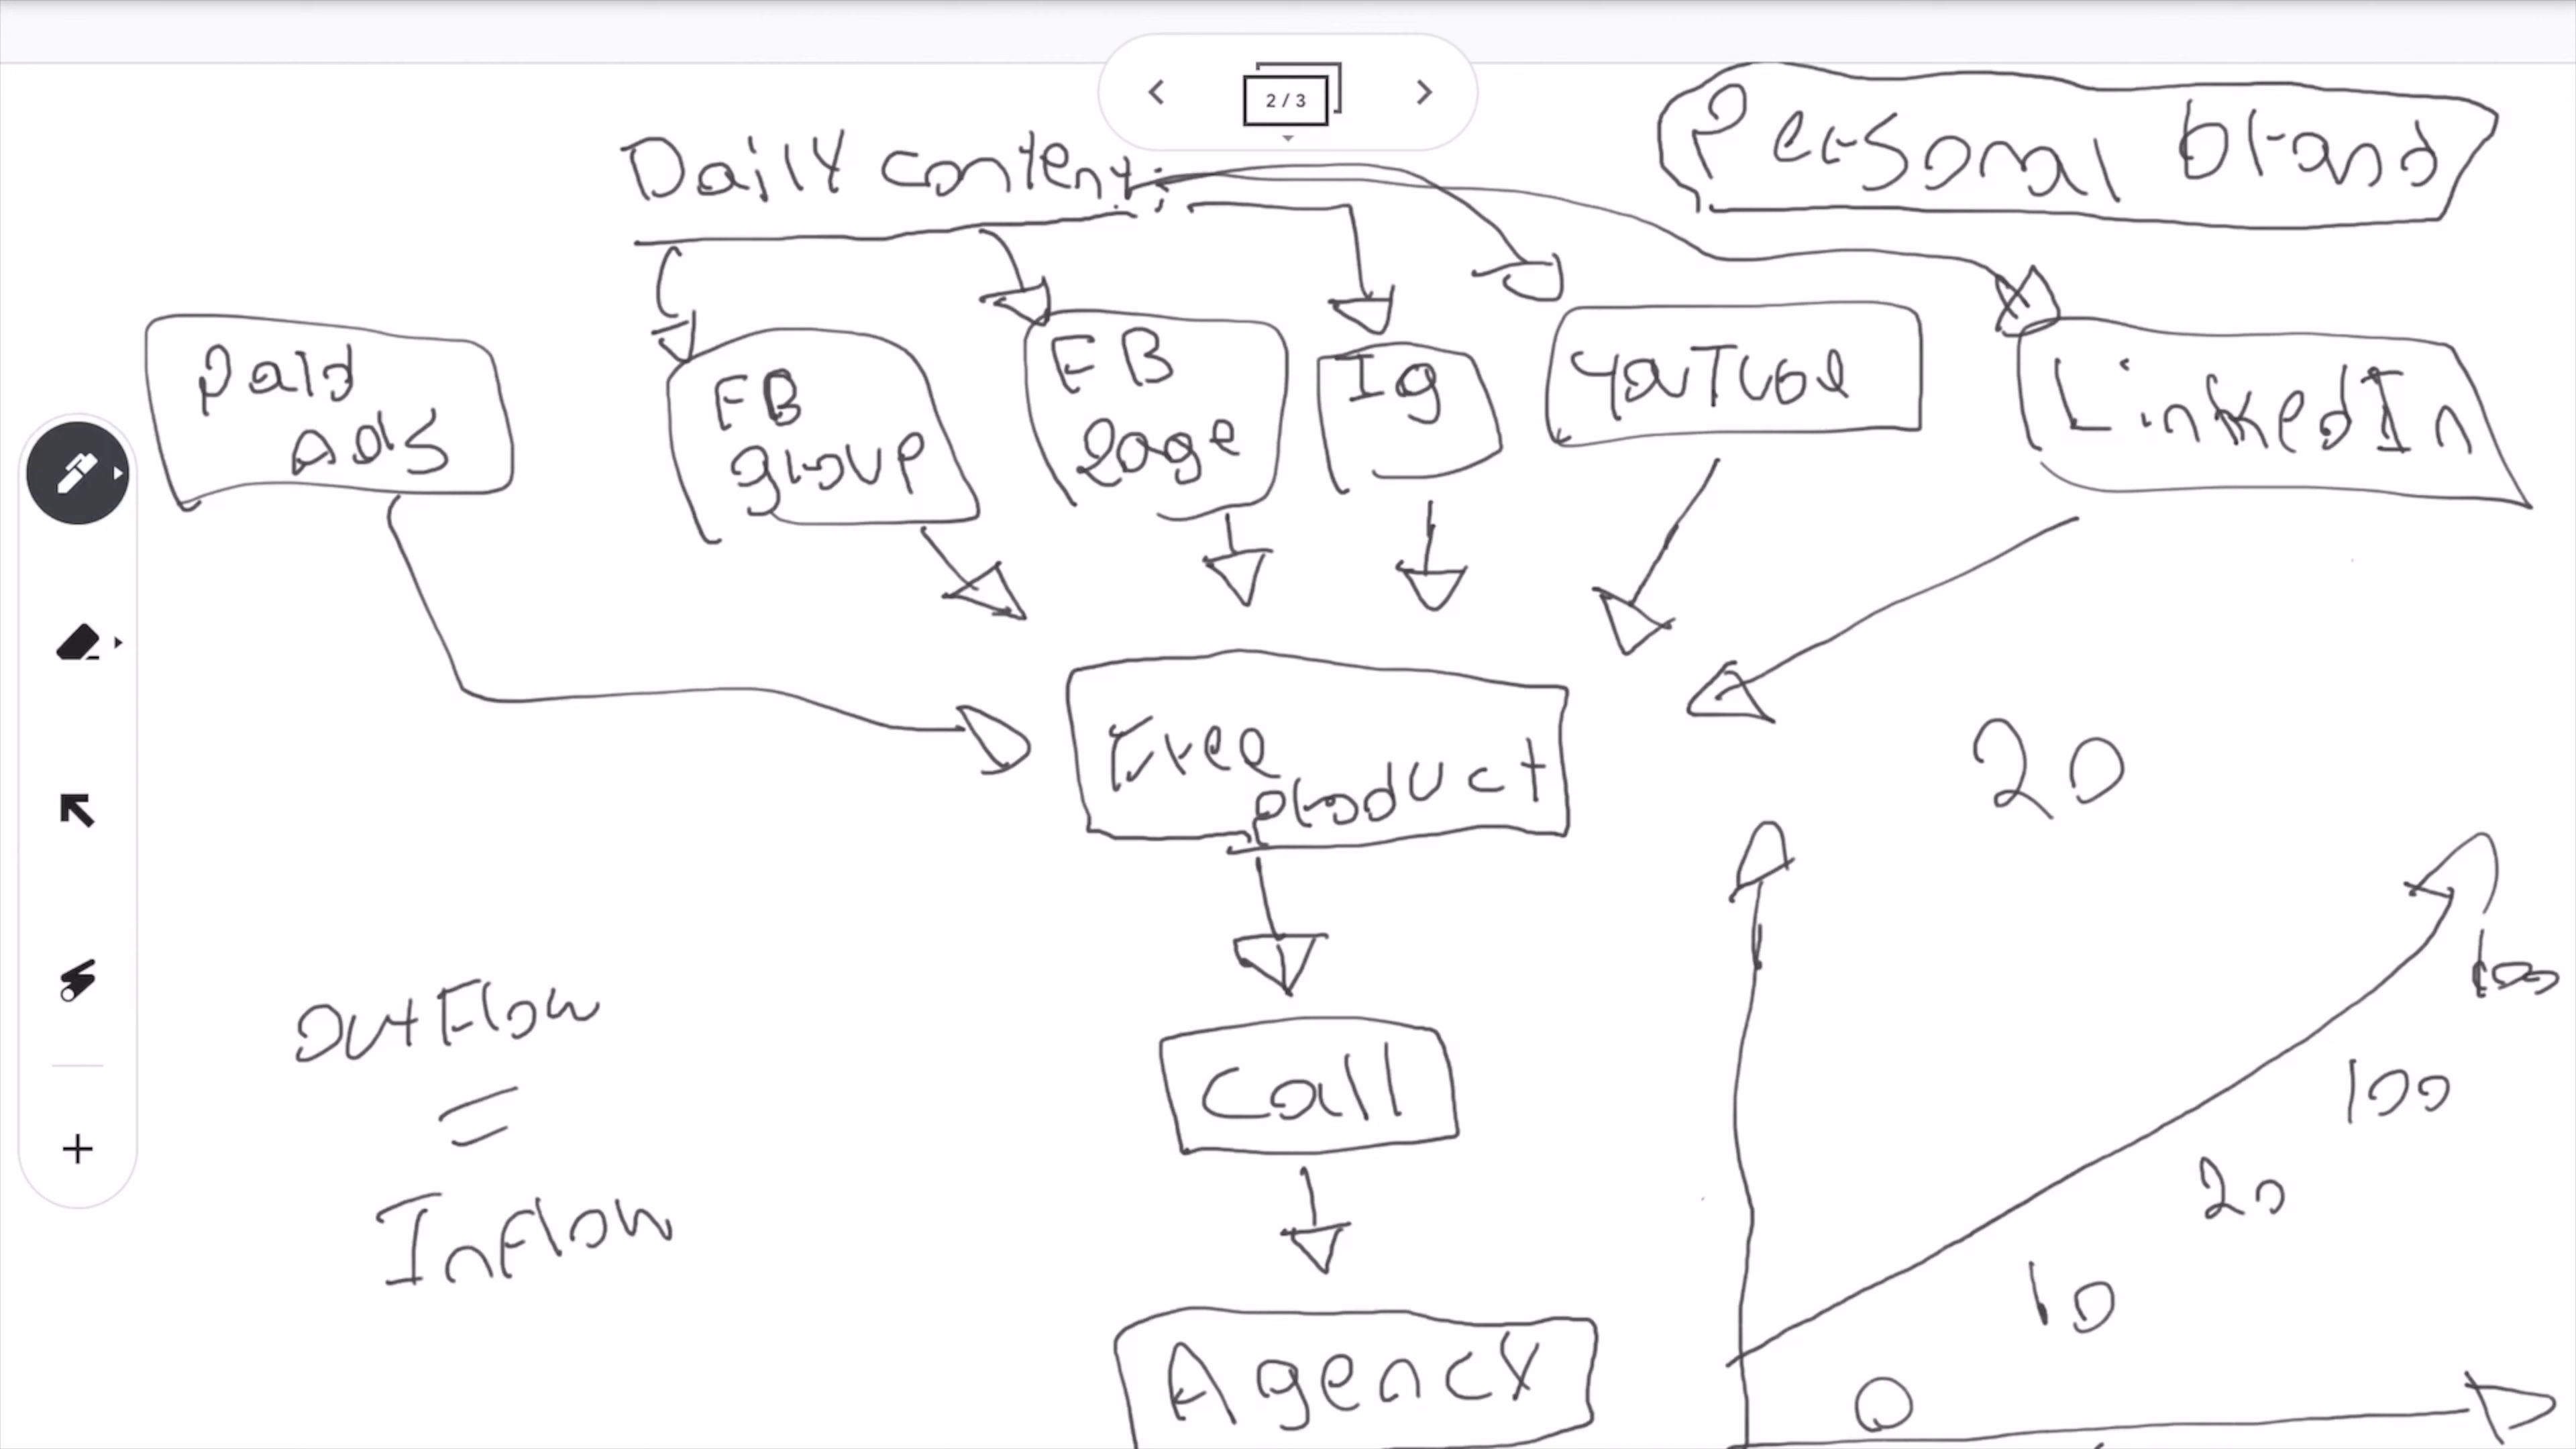 2 / 3
Personal brand
Daily content:
Paid
Ads
FB
group
FB
Page
Ig
YouTube
LinkedIn
Free
product
20
100
Outflow
=
Inflow
Call
100
20
10
0
Agency